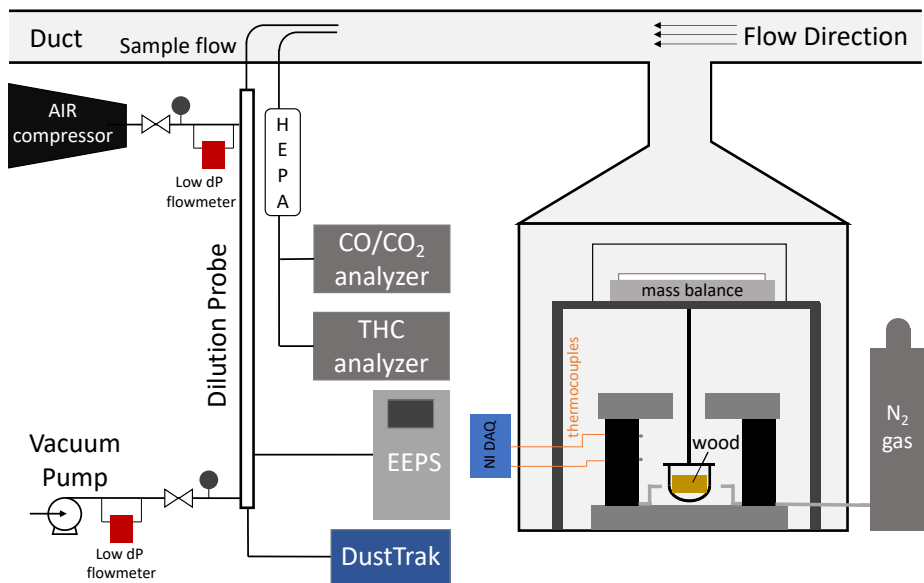 Duct
Sample flow
Flow Direction
AIR
compressor
Low dP
flowmeter
H
E
P
A
Dilution Probe
CO/CO₂
analyzer
THC
analyzer
EEPS
DustTrak
Vacuum
Pump
Low dP
flowmeter
mass balance
thermocouples
NI DAQ
wood
N₂
gas